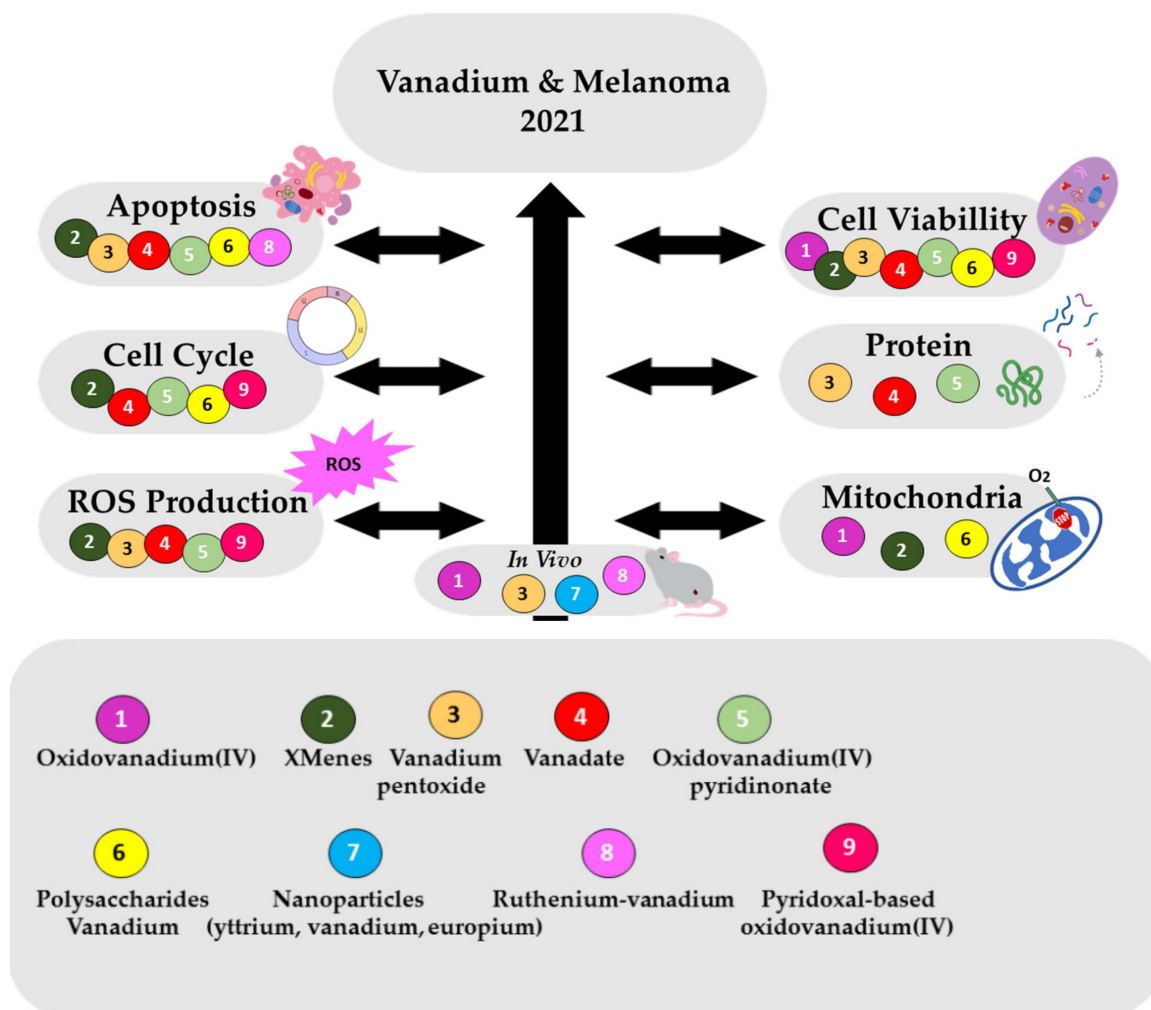 Vanadium & Melanoma
2021
Apoptosis
2 3 4 5 6 8
Cell Viabillity
1 2 3 4 5 6 9
Cell Cycle
2 4 5 6 9
Protein
3 4 5
ROS
ROS Production
2 3 4 5 9
O2
STOP
Mitochondria
1 2 6
In Vivo
1 3 7 8
1 2 3 4 5
Oxidovanadium(IV) XMenes Vanadium Vanadate Oxidovanadium(IV)
pentoxide pyridinonate
6 7 8 9
Polysaccharides Nanoparticles Ruthenium-vanadium Pyridoxal-based
Vanadium (yttrium, vanadium, europium) oxidovanadium(IV)